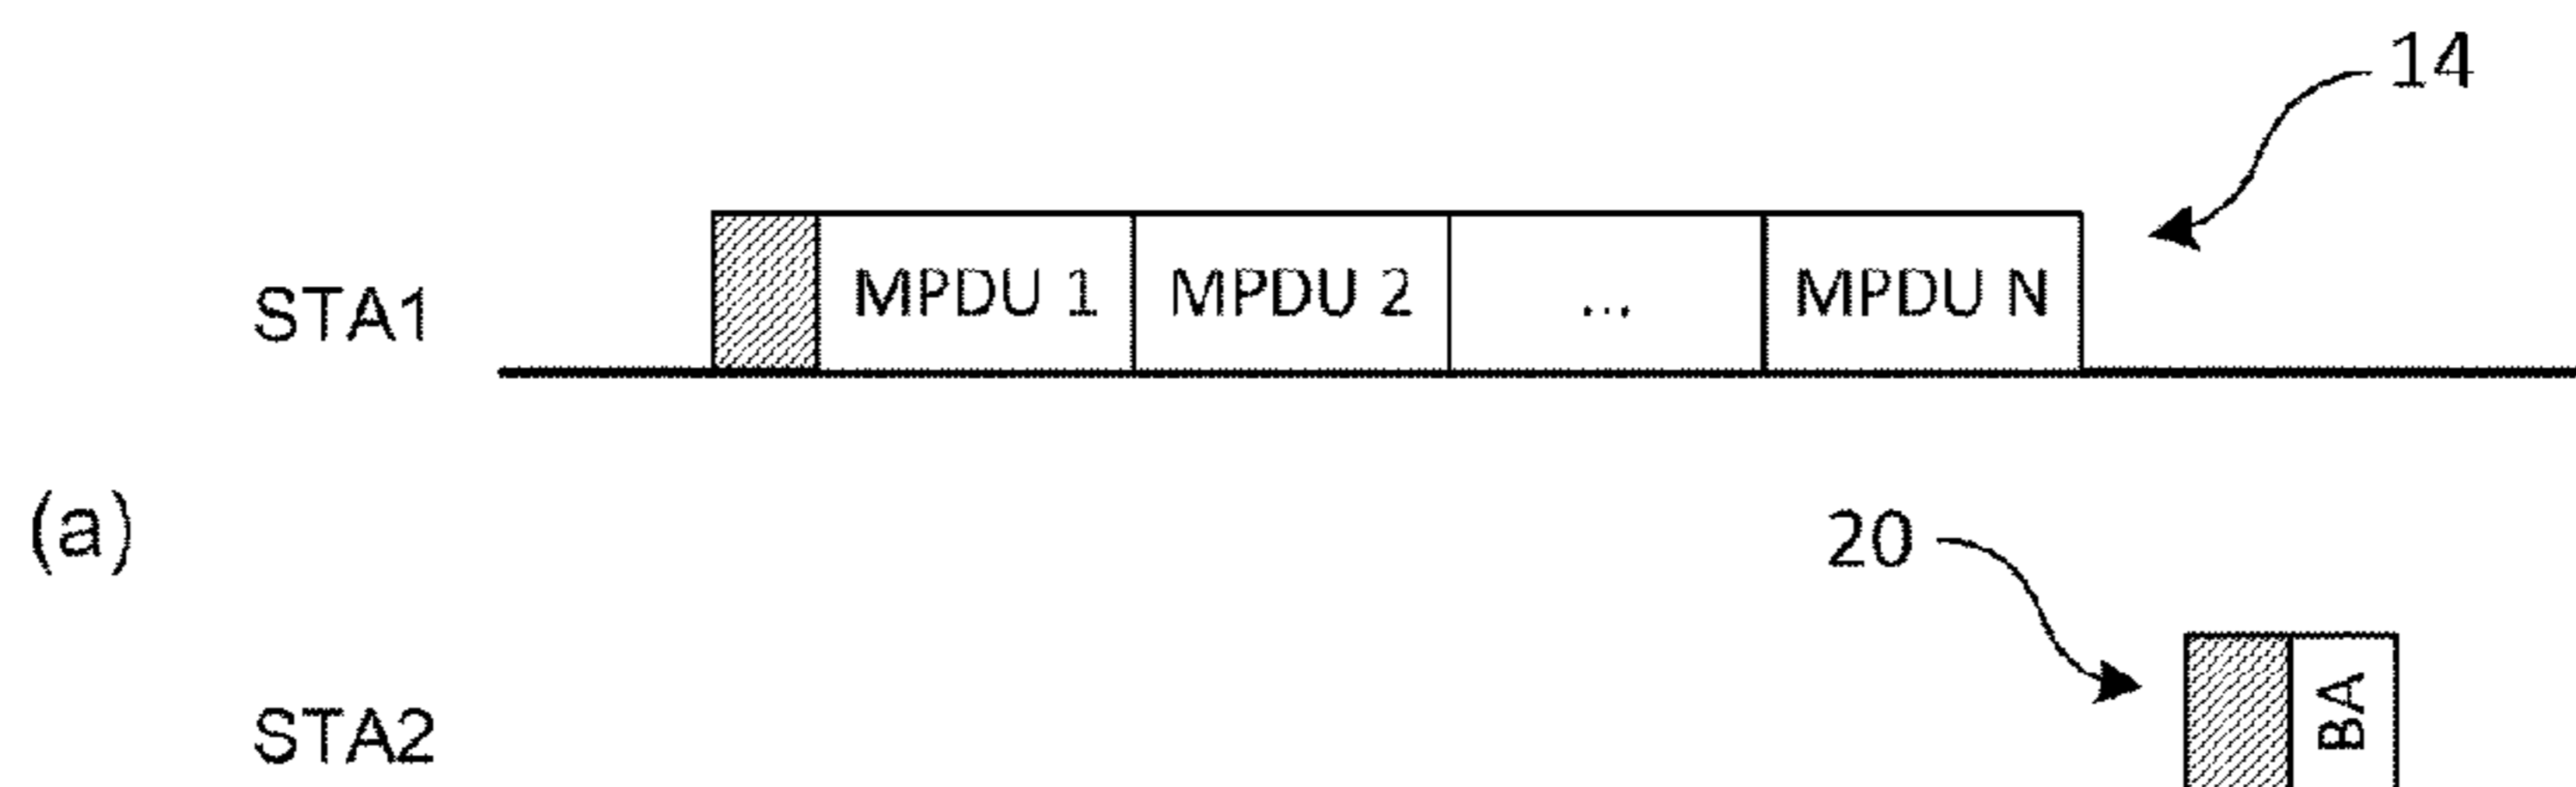 14
STA1 MPDU 1 MPDU 2 ... MPDU N
(a)
20
STA2 BA